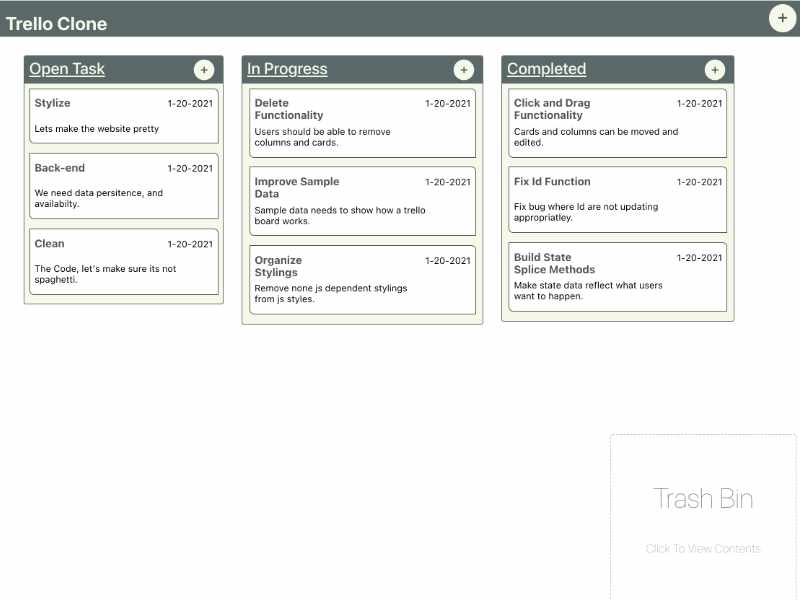 Trello Clone
+
Open Task
+
Stylize
1-20-2021
Lets make the website pretty
Back-end
1-20-2021
We need data persitence, and
availabilty.
Clean
1-20-2021
The Code, let's make sure its not
spaghetti.
In Progress
+
Delete
Functionality
1-20-2021
Users should be able to remove
columns and cards.
Improve Sample
Data
1-20-2021
Sample data needs to show how a trello
board works.
Organize
Stylings
1-20-2021
Remove none js dependent stylings
from js styles.
Completed
+
Click and Drag
Functionality
1-20-2021
Cards and columns can be moved and
edited.
Fix Id Function
1-20-2021
Fix bug where Id are not updating
appropriatley.
Build State
Splice Methods
1-20-2021
Make state data reflect what users
want to happen.
Trash Bin
Click To View Contents